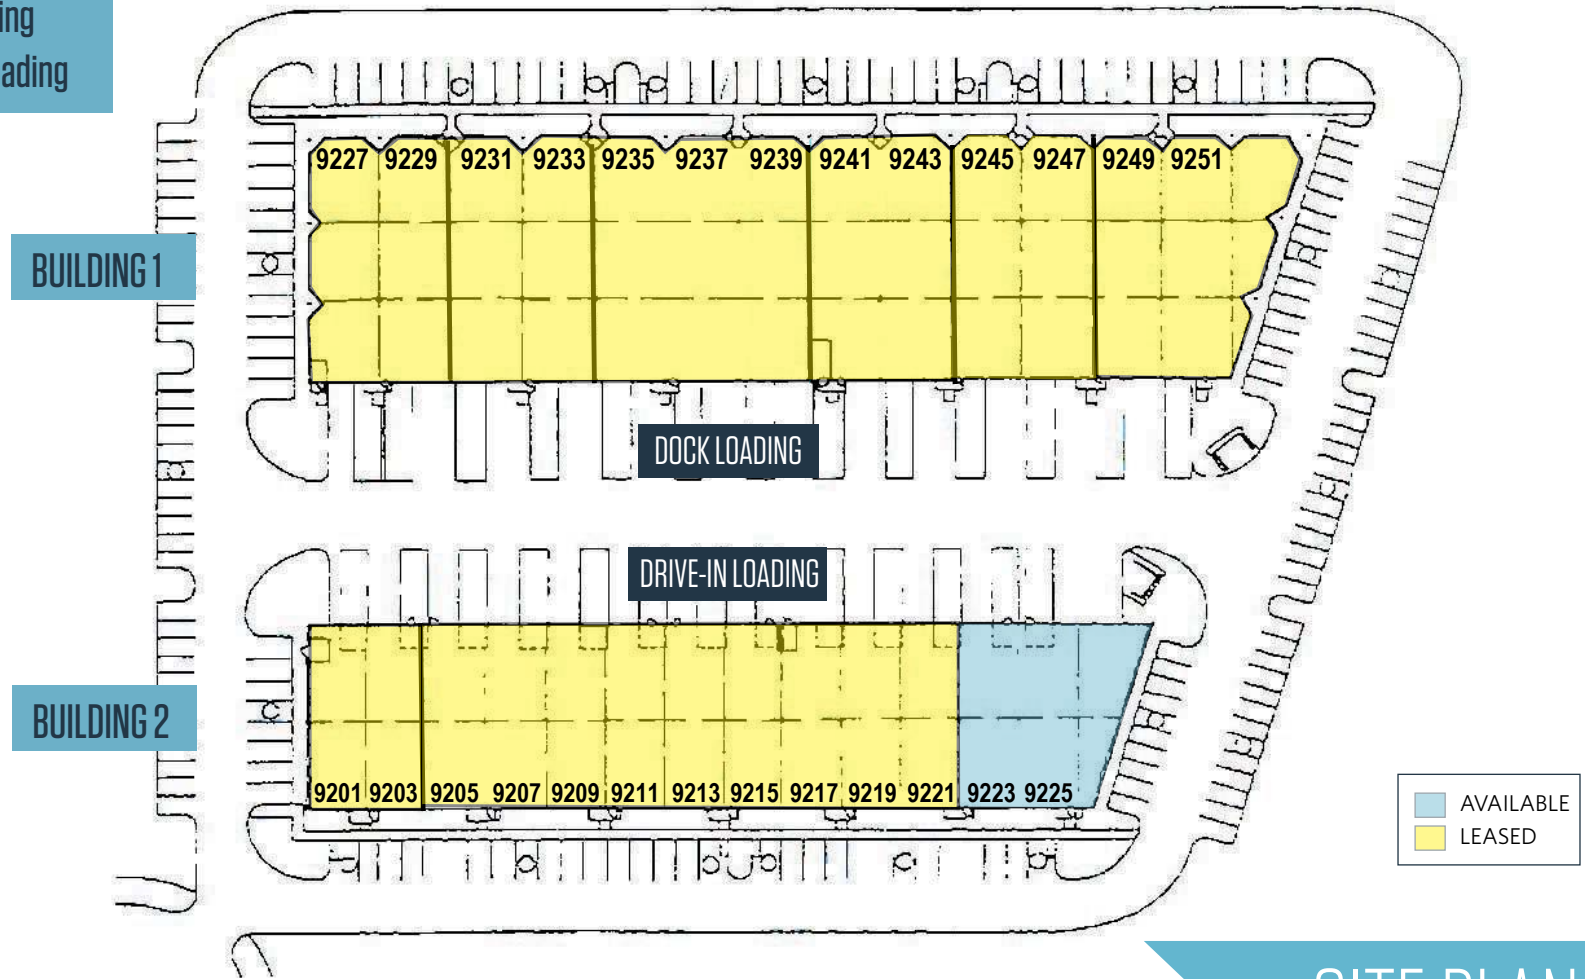 ing
ading
9227 9229 9231 9233 9235 9237 9239 9241 9243 9245 9247 9249 9251
BUILDING 1
DOCK LOADING
DRIVE-IN LOADING
BUILDING 2
9201 9203 9205 9207 9209 9211 9213 9215 9217 9219 9221 9223 9225
AVAILABLE
LEASED
SITE PLAN